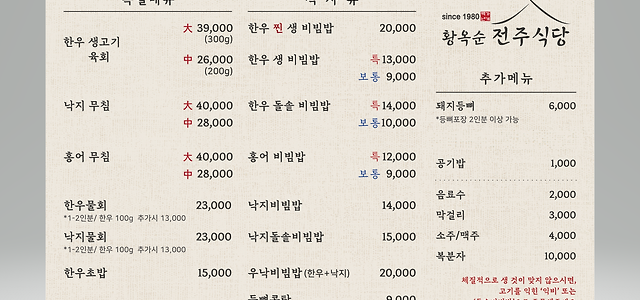 한우 생고기
육회
大 39,000
(300g)
中 26,000
(200g)
낙지 무침
大 40,000
中 28,000
홍어 무침
大 40,000
中 28,000
한우물회 23,000
*1-2인분/ 한우 100g 추가시 13,000
낙지물회 23,000
*1-2인분/ 한우 100g 추가시 13,000
한우초밥 15,000
한우 찐 생 비빔밥 20,000
한우 생 비빔밥 특 13,000
보통 9,000
한우 돌솥 비빔밥 특 14,000
보통 10,000
홍어 비빔밥 특 12,000
보통 9,000
낙지비빔밥 14,000
낙지돌솥비빔밥 15,000
우낙비빔밥 (한우+낙지) 20,000
since 1980
황옥순 전주식당
추가메뉴
돼지등뼈 6,000
*등뼈포장 2인분 이상 가능
공기밥 1,000
음료수 2,000
막걸리 3,000
소주/맥주 4,000
복분자 10,000
체질적으로 생 것이 맞지 않으시면,
고기를 익힌 '익비' 또는